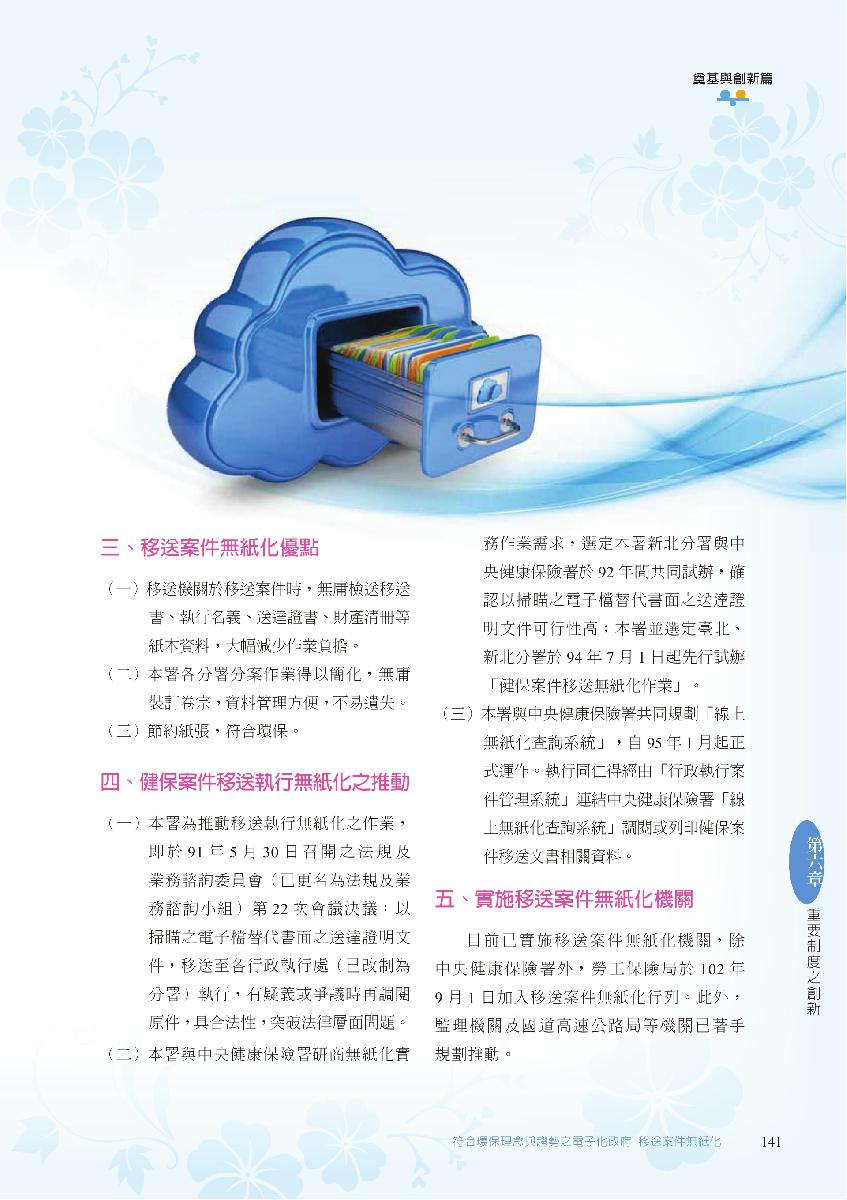 奠基與創新篇
三、移送案件無紙化優點
（一）移送機關於移送案件時，無庸檢送移送
書、執行名義、送達證書、財產清冊等
紙本資料，大幅減少作業負擔。
（二）本署各分署分案作業得以簡化，無庸
裝訂卷宗，資料管理方便，不易遺失。
（三）節約紙張，符合環保。
四、健保案件移送執行無紙化之推動
（一）本署為推動移送執行無紙化之作業，
即於 91 年 5 月 30 日召開之法規及
業務諮詢委員會（已更名為法規及業
務諮詢小組）第 22 次會議決議：以
掃瞄之電子檔替代書面之送達證明文
件，移送至各行政執行處（已改制為
分署）執行，有疑義或爭議時再調閱
原件，具合法性，突破法律層面問題。
（二）本署與中央健康保險署研商無紙化實
務作業需求，選定本署新北分署與中
央健康保險署於 92 年間共同試辦，確
認以掃瞄之電子檔替代書面之送達證
明文件可行性高；本署並選定臺北、
新北分署於 94 年 7 月 1 日起先行試辦
「健保案件移送無紙化作業」。
（三）本署與中央健康保險署共同規劃「線上
無紙化查詢系統」，自 95 年 1 月起正
式運作。執行同仁得經由「行政執行案
件管理系統」連結中央健康保險署「線
上無紙化查詢系統」調閱或列印健保案
件移送文書相關資料。
五、實施移送案件無紙化機關
目前已實施移送案件無紙化機關，除
中央健康保險署外，勞工保險局於 102 年
9 月 1 日加入移送案件無紙化行列。此外，
監理機關及國道高速公路局等機關已著手
規劃推動。
第六章
重要制度之創新
符合環保理念與趨勢之電子化政府 移送案件無紙化
141